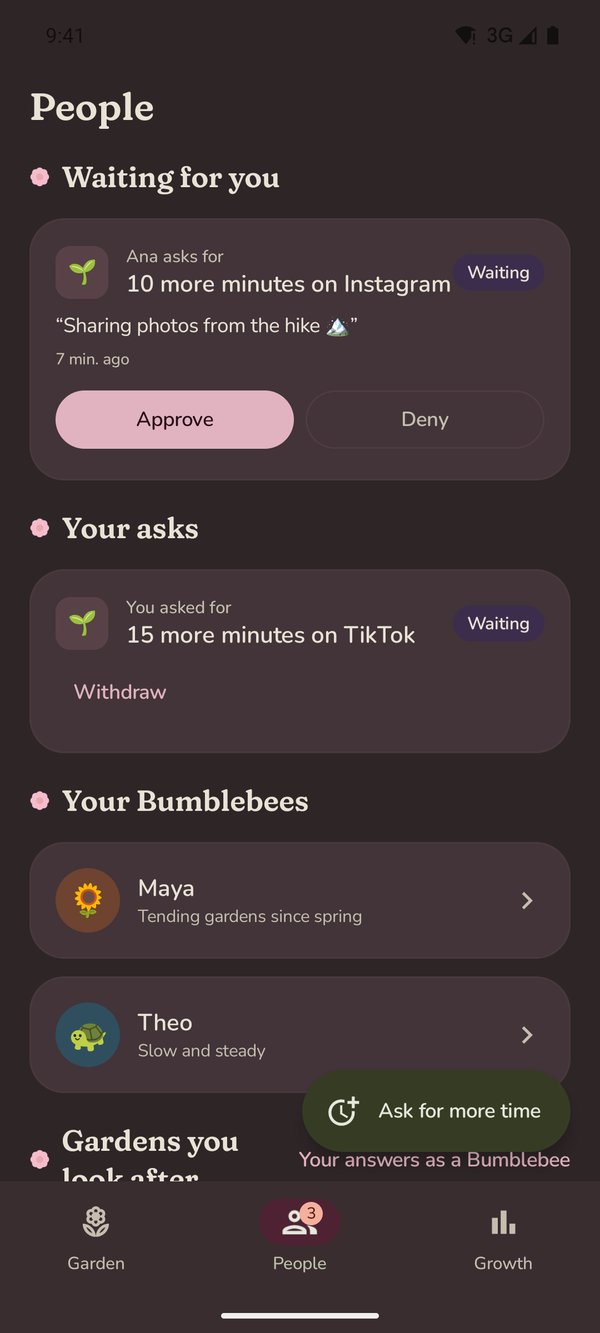 9:41
3G
People
Waiting for you
Ana asks for
10 more minutes on Instagram
Waiting
“Sharing photos from the hike 🏔️”
7 min. ago
Approve
Deny
Your asks
You asked for
15 more minutes on TikTok
Waiting
Withdraw
Your Bumblebees
Maya
Tending gardens since spring
Theo
Slow and steady
Ask for more time
Gardens you
look after
Your answers as a Bumblebee
3
Garden
People
Growth